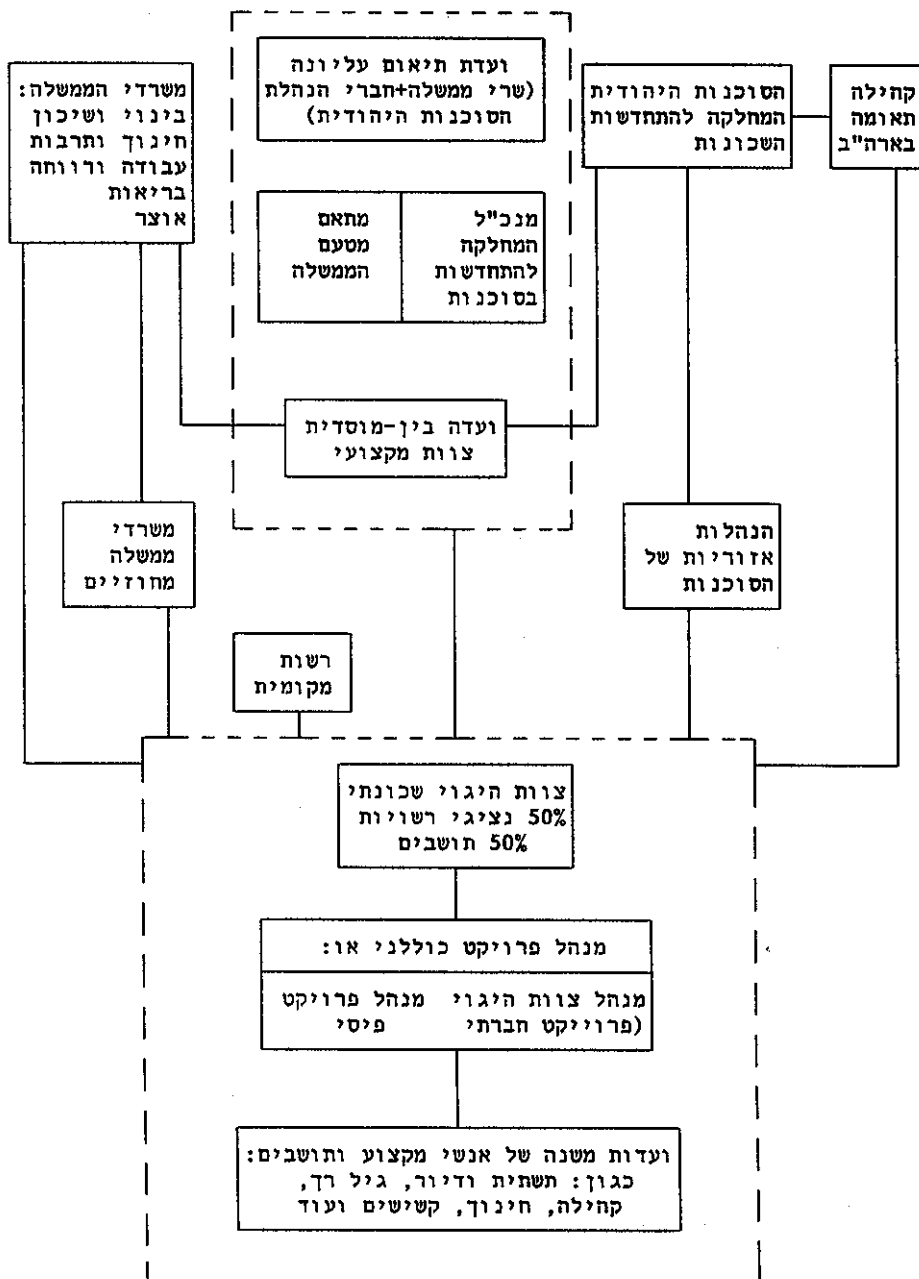 ועדת תיאום עליונה
(שרי ממשלה+חברי הנהלת
הסוכנות היהודית)
קהילה
תאומה
בארה"ב
הסוכנות היהודית
המחלקה להתחדשות
השכונות
משרדי הממשלה:
בינוי ושיכון
חינוך ותרבות
עבודה ורווחה
בריאות
אוצר
מנכ"ל
המחלקה
להתחדשות
בסוכנות
מתאם
מטעם
הממשלה
ועדה בין-מוסדית
צוות מקצועי
הנהלות
אזוריות של
הסוכנות
משרדי
ממשלה
מחוזיים
רשות
מקומית
צוות היגוי שכונתי
50% נציגי רשויות
50% תושבים
מנהל פרויקט כוללני או:
מנהל צוות היגוי
(פרוייקט חברתי
מנהל פרויקט
פיסי
ועדות משנה של אנשי מקצוע ותושבים:
כגון: תשתית ודיור, גיל רך,
קהילה, חינוך, קשישים ועוד